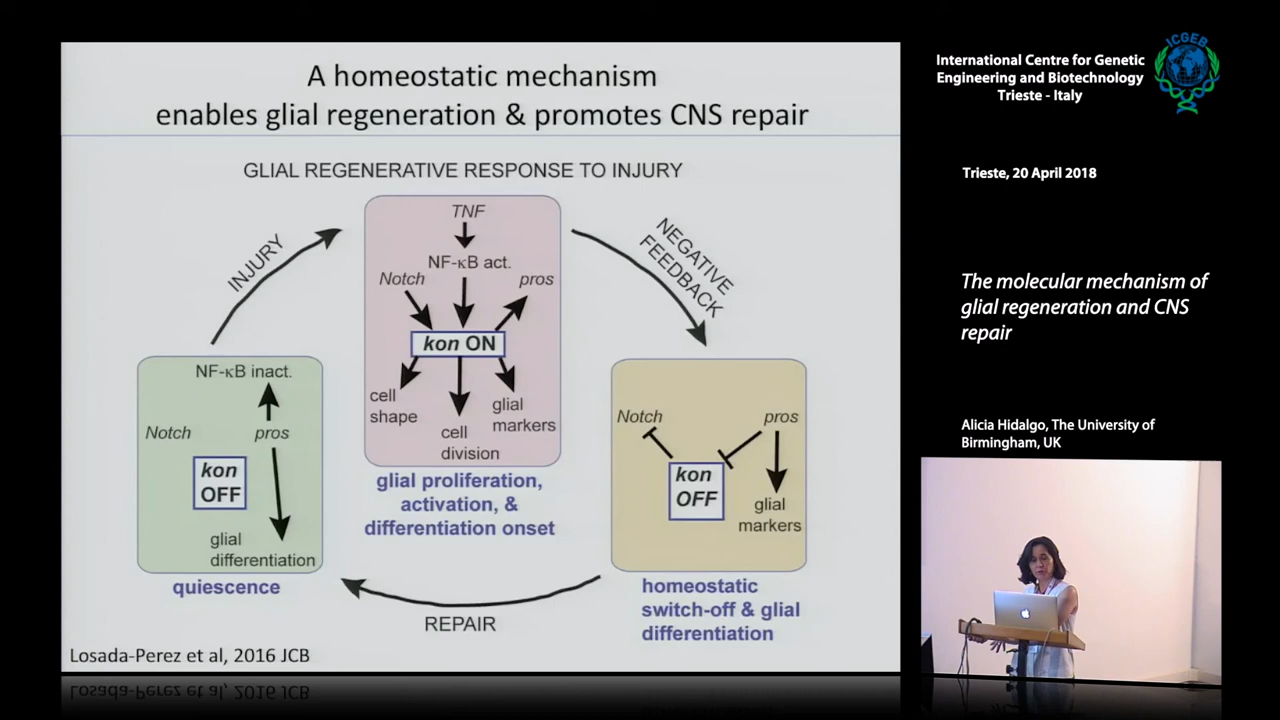 A homeostatic mechanism
enables glial regeneration & promotes CNS repair
GLIAL REGENERATIVE RESPONSE TO INJURY
INJURY
TNF
NF-κB act.
Notch
pros
kon ON
cell
shape
cell
division
glial
markers
glial proliferation,
activation, &
differentiation onset
NEGATIVE
FEEDBACK
NF-κB inact.
Notch
pros
kon
OFF
glial
differentiation
quiescence
Notch
pros
kon
OFF
glial
markers
homeostatic
switch-off & glial
differentiation
REPAIR
Losada-Perez et al, 2016 JCB
International Centre for Genetic
Engineering and Biotechnology
Trieste - Italy
ICGEB
Trieste, 20 April 2018
The molecular mechanism of
glial regeneration and CNS
repair
Alicia Hidalgo, The University of
Birmingham, UK